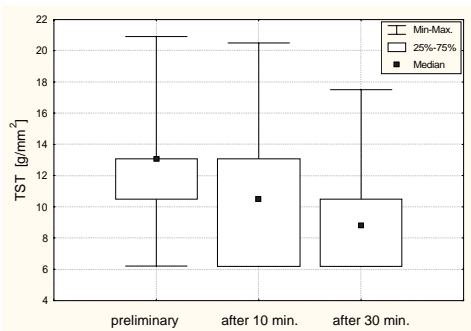 22
20
18
16
14
12
10
8
6
4
TST [g/mm²]
Min-Max.
25%-75%
Median
preliminary after 10 min. after 30 min.